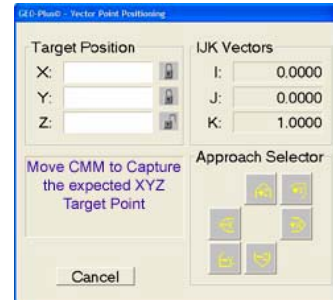 GEO-Plus© - Vector Point Positioning
Target Position
X:
Y:
Z:
IJK Vectors
I: 0.0000
J: 0.0000
K: 1.0000
Move CMM to Capture
the expected XYZ
Target Point
Approach Selector
Cancel